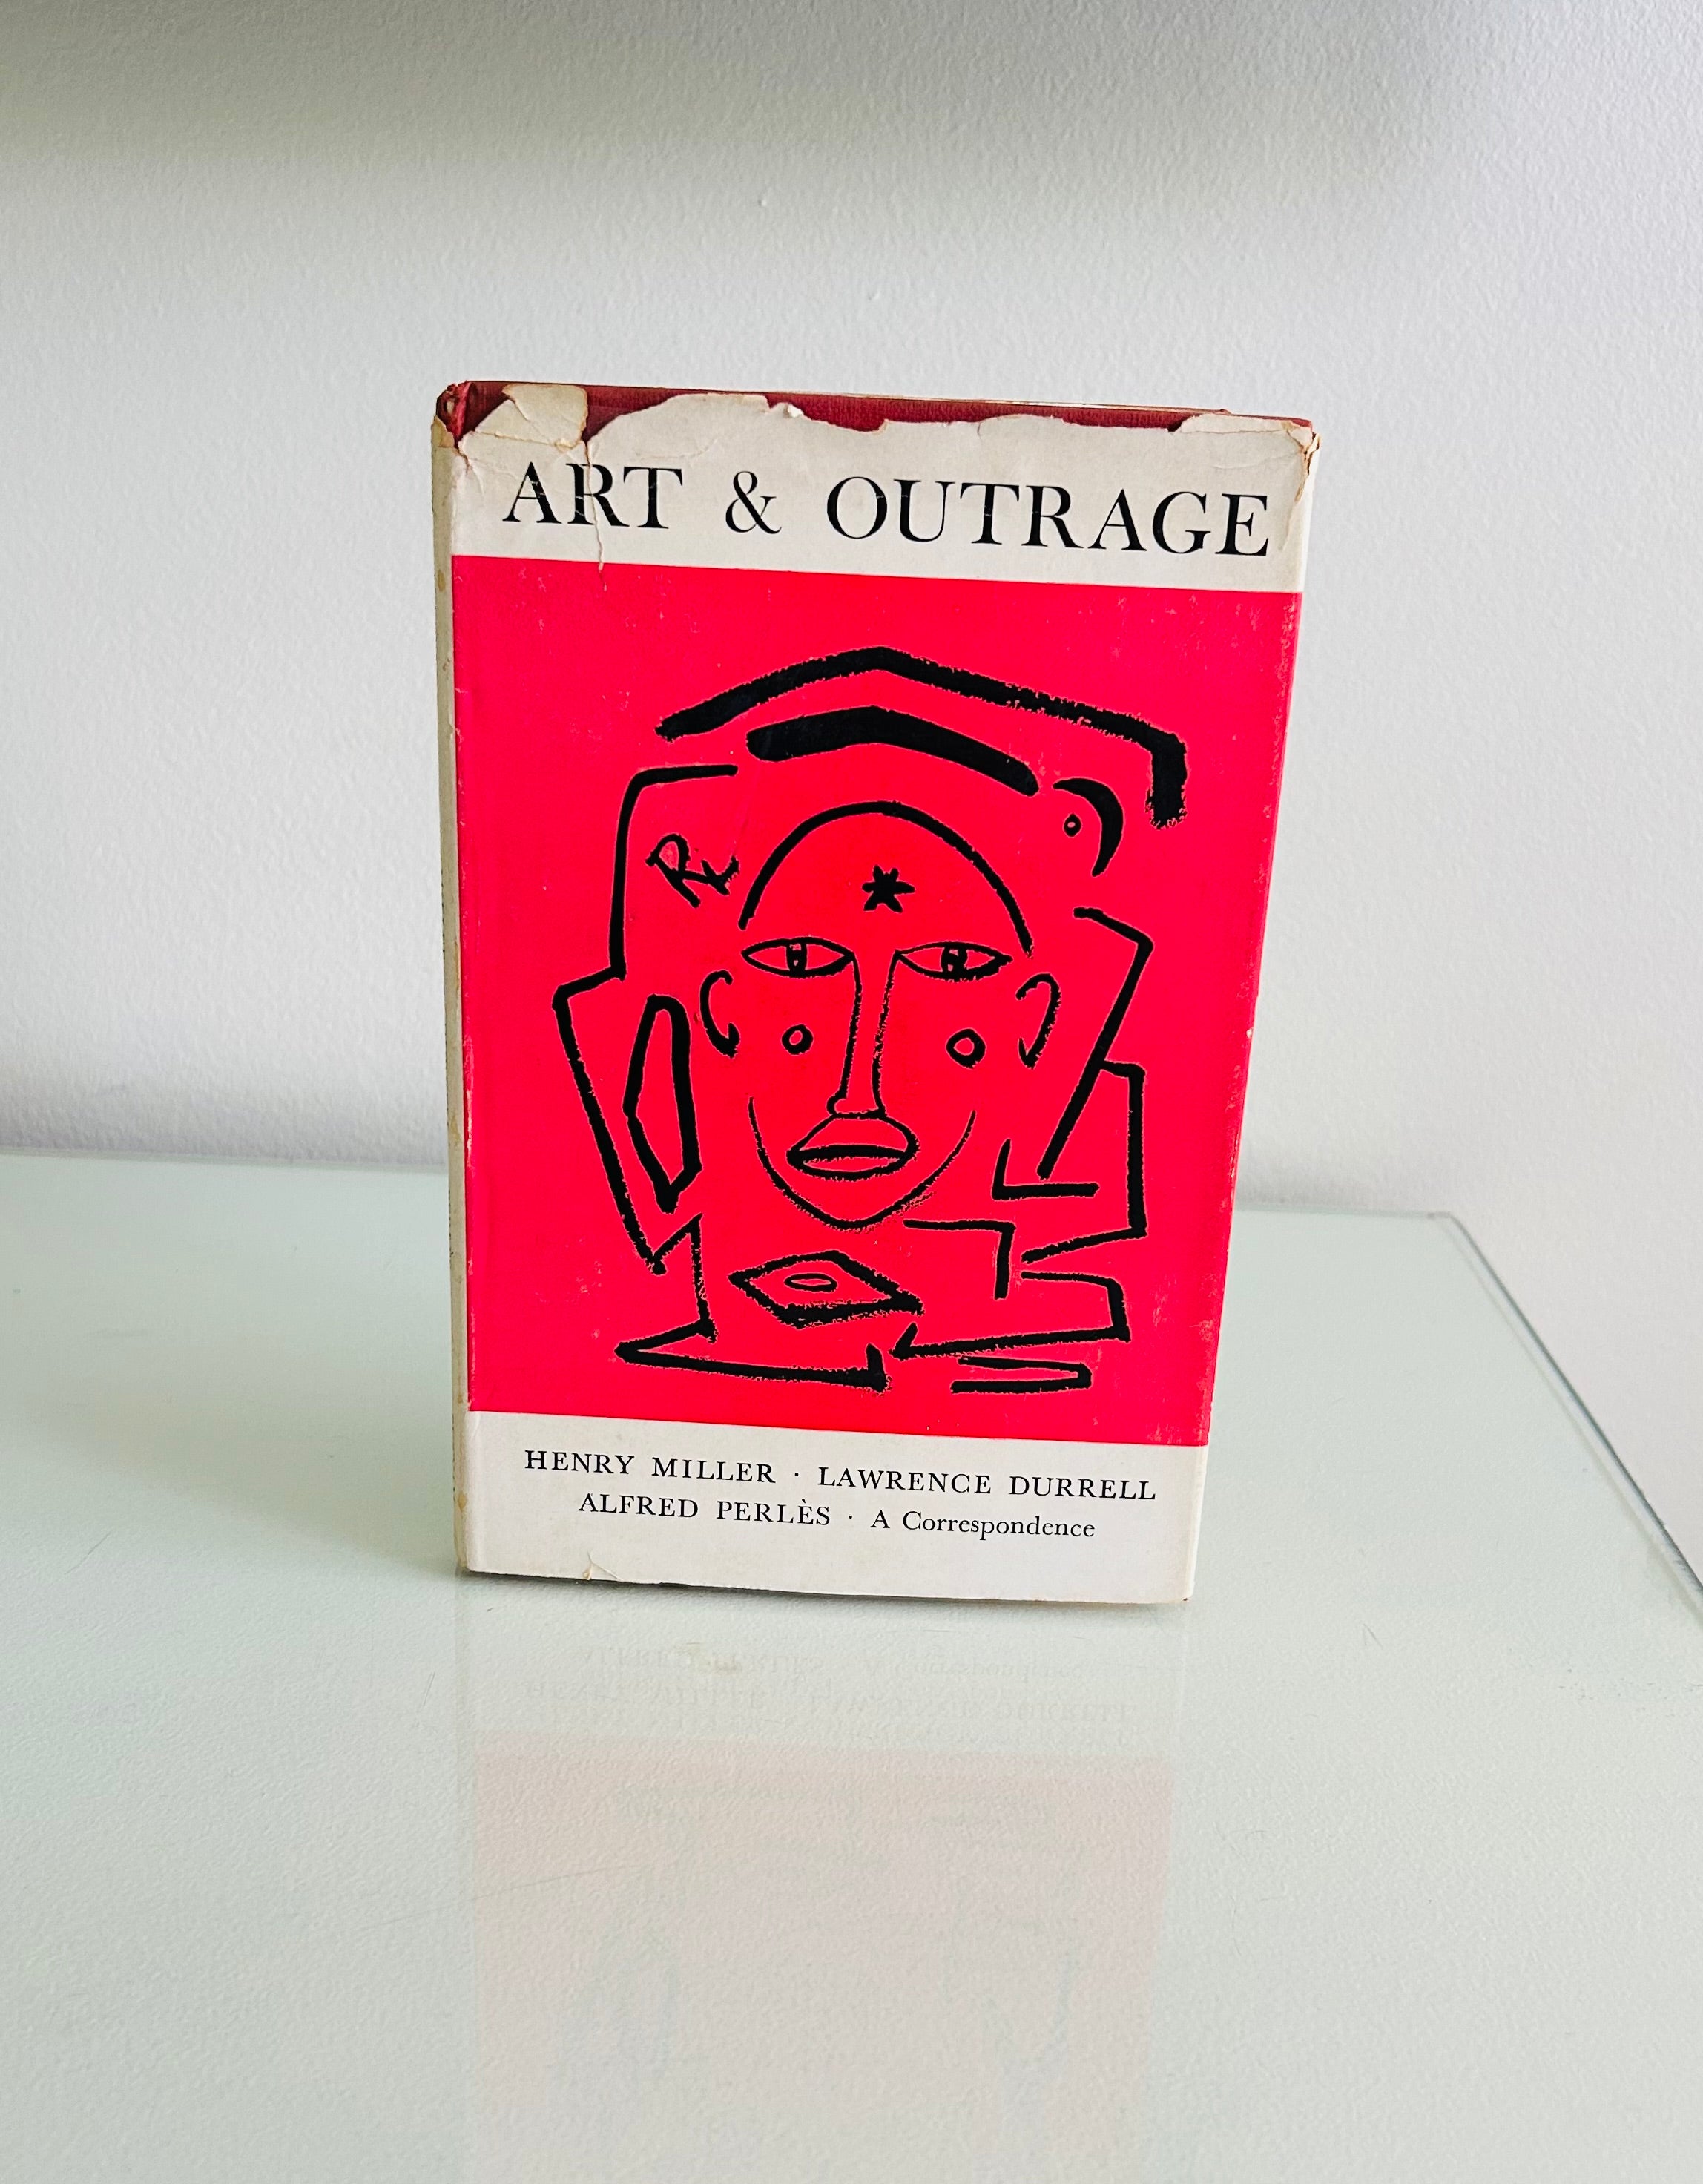 ART & OUTRAGE
HENRY MILLER · LAWRENCE DURRELL
ALFRED PERLÈS · A Correspondence